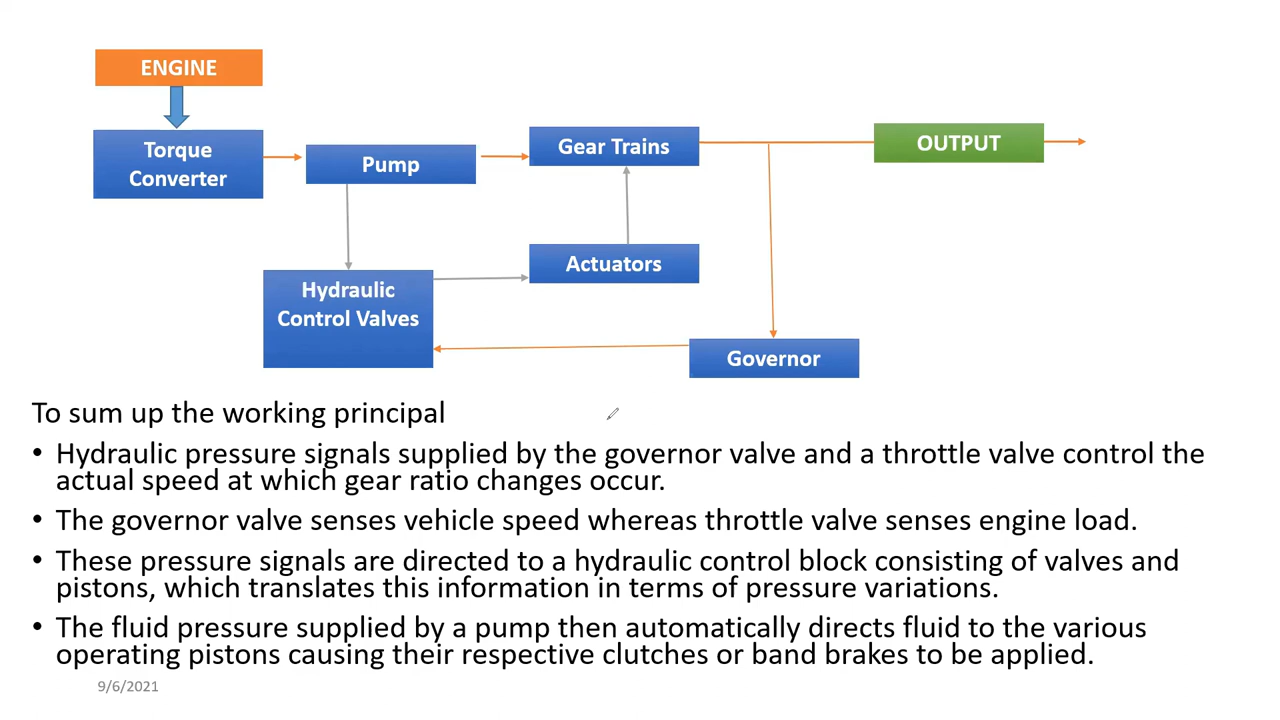 ENGINE
Torque
Converter
Pump
Gear Trains
OUTPUT
Actuators
Hydraulic
Control Valves
Governor
To sum up the working principal
• Hydraulic pressure signals supplied by the governor valve and a throttle valve control the
actual speed at which gear ratio changes occur.
• The governor valve senses vehicle speed whereas throttle valve senses engine load.
• These pressure signals are directed to a hydraulic control block consisting of valves and
pistons, which translates this information in terms of pressure variations.
• The fluid pressure supplied by a pump then automatically directs fluid to the various
operating pistons causing their respective clutches or band brakes to be applied.
9/6/2021